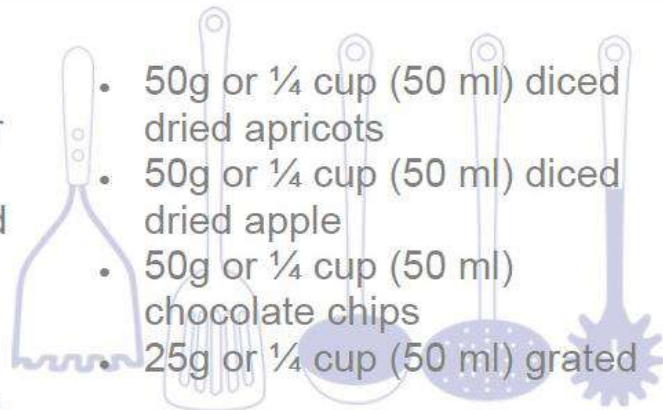 • 50g or ¼ cup (50 ml) diced
dried apricots
• 50g or ¼ cup (50 ml) diced
dried apple
• 50g or ¼ cup (50 ml)
chocolate chips
• 25g or ¼ cup (50 ml) grated